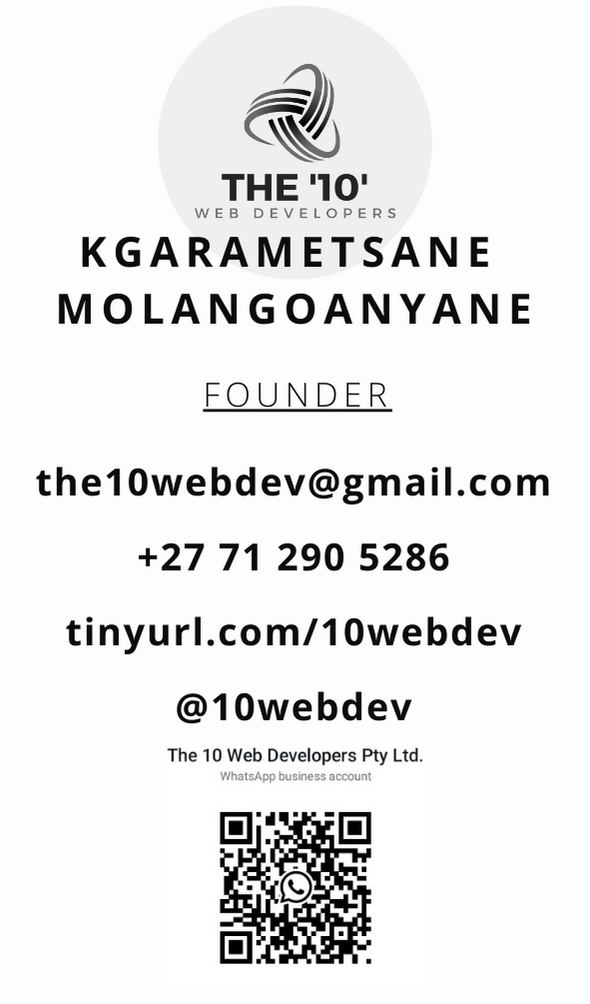 THE '10'
WEB DEVELOPERS
KGARAMETSANE
MOLANGOANYANE
FOUNDER
the10webdev@gmail.com
+27 71 290 5286
tinyurl.com/10webdev
@10webdev
The 10 Web Developers Pty Ltd.
WhatsApp business account